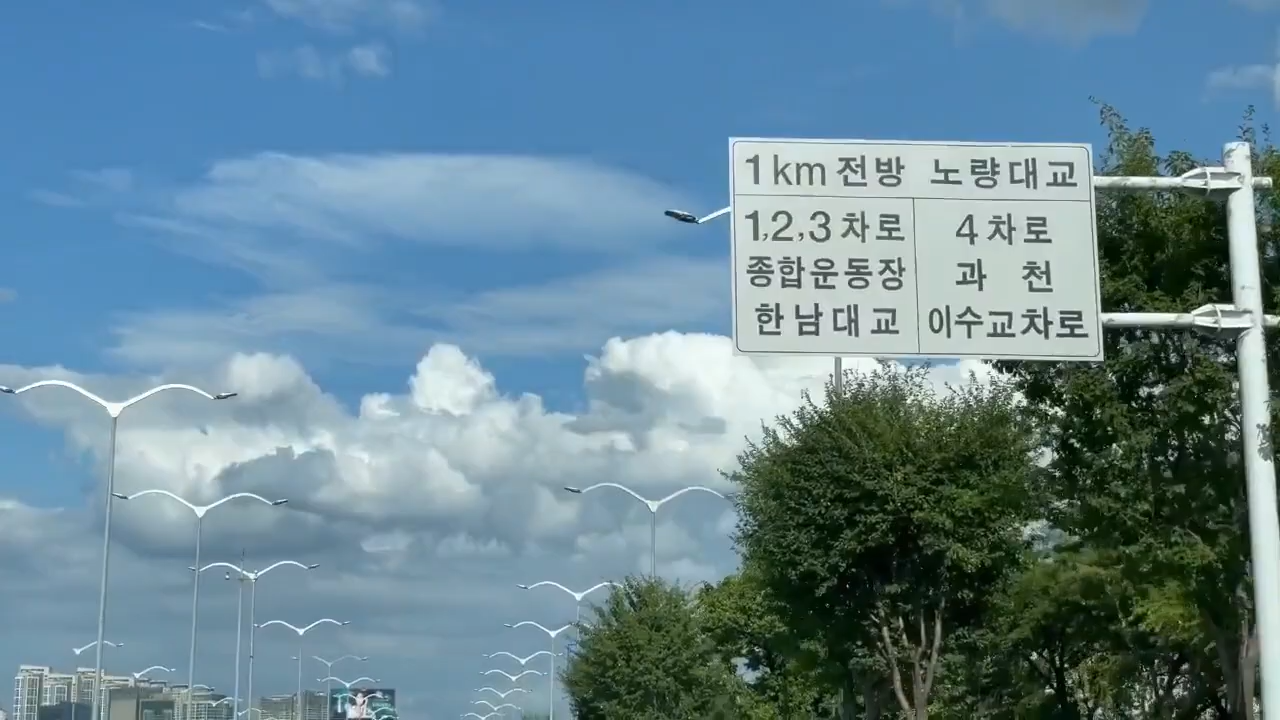 1km 전방 노량대교
1,2,3 차로
종합운동장
한남대교
4 차로
과 천
이수교차로